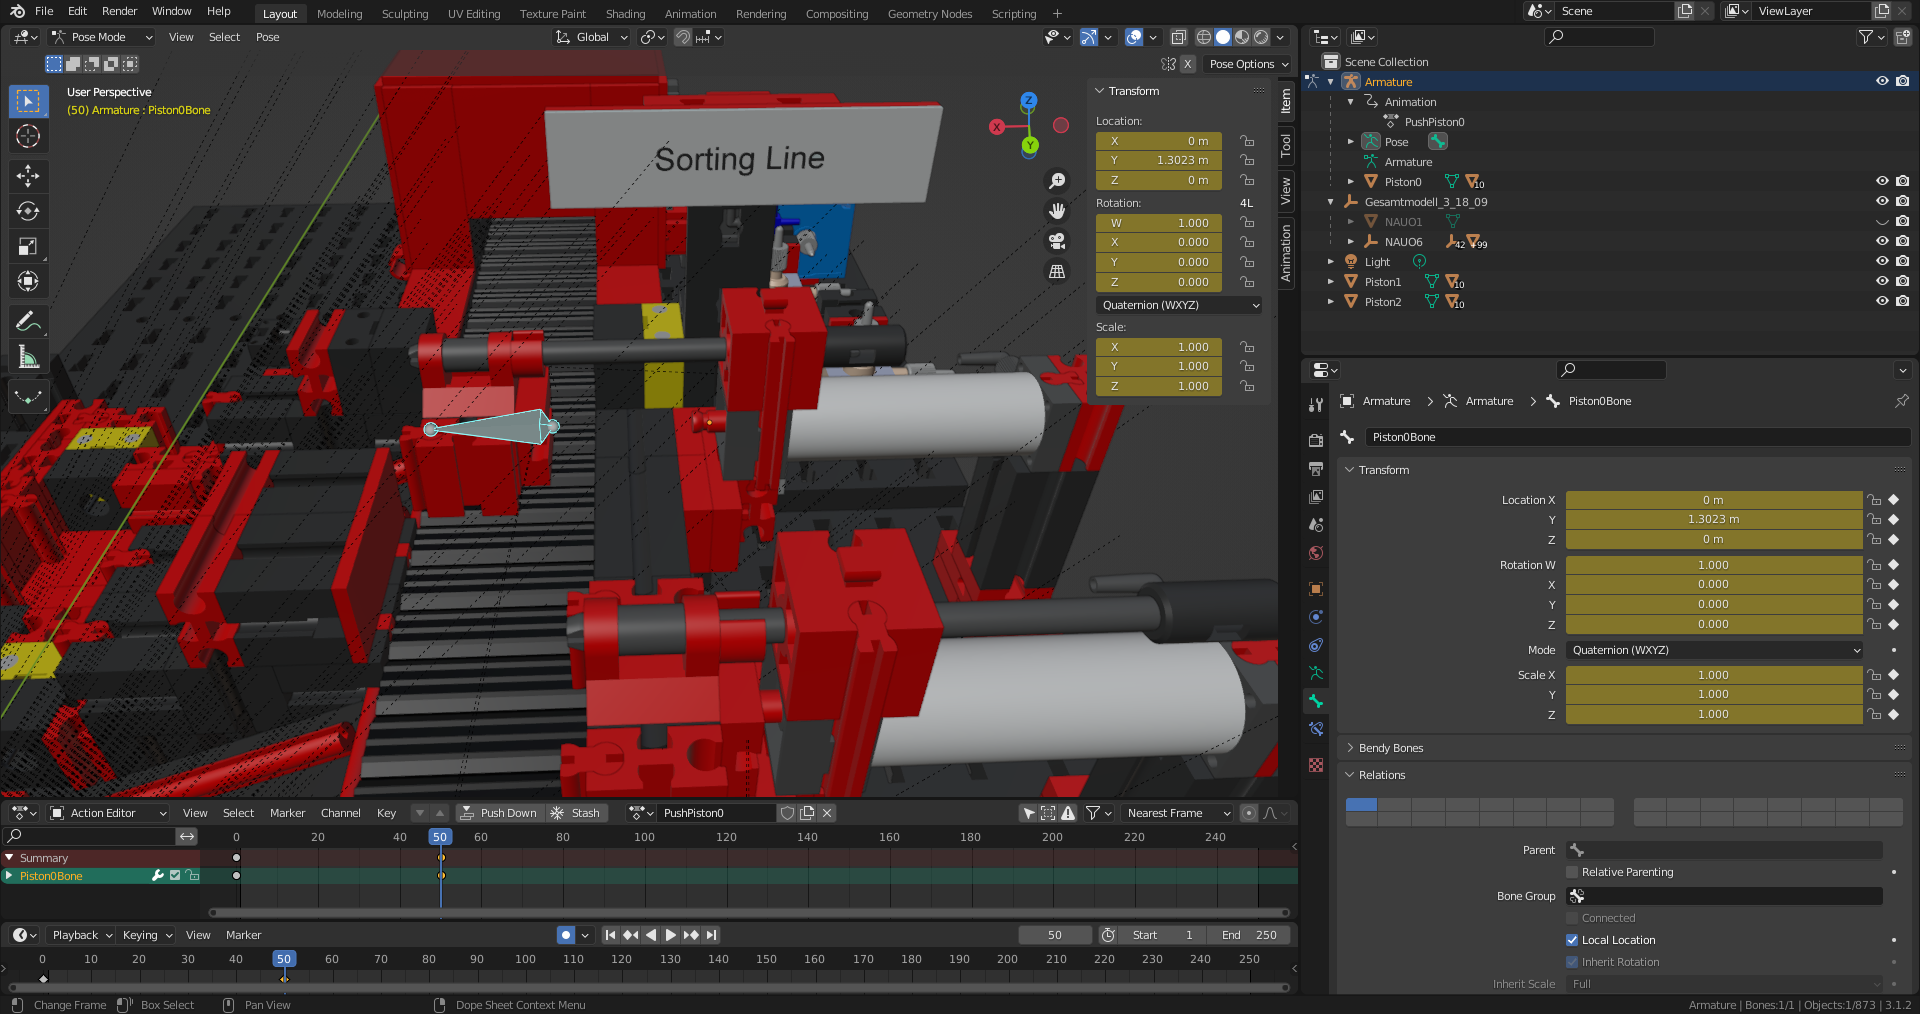 File Edit Render Window Help Layout Modeling Sculpting UV Editing Texture Paint Shading Animation Rendering Compositing Geometry Nodes Scripting + Scene ViewLayer
Pose Mode View Select Pose Global
X Pose Options
User Perspective
(50) Armature : Piston0Bone
Sorting Line
Z
X
Y
Transform
Location:
X 0 m
Y 1.3023 m
Z 0 m
Rotation: 4L
W 1.000
X 0.000
Y 0.000
Z 0.000
Quaternion (WXYZ)
Scale:
X 1.000
Y 1.000
Z 1.000
Item
Tool
View
Animation
Scene Collection
Armature
Animation
PushPiston0
Pose
Armature
Piston0 10
Gesamtmodell_3_18_09
NAUO1
NAUO6 42 +99
Light
Piston1 10
Piston2 10
Armature Armature Piston0Bone
Piston0Bone
Transform
Location X 0 m
Y 1.3023 m
Z 0 m
Rotation W 1.000
X 0.000
Y 0.000
Z 0.000
Mode Quaternion (WXYZ)
Scale X 1.000
Y 1.000
Z 1.000
Bendy Bones
Relations
Parent
Relative Parenting
Bone Group
Connected
Local Location
Inherit Rotation
Inherit Scale Full
Action Editor View Select Marker Channel Key Push Down Stash PushPiston0 Nearest Frame
0 20 40 50 60 80 100 120 140 160 180 200 220 240
Summary
Piston0Bone
Playback Keying View Marker 50 Start 1 End 250
0 10 20 30 40 50 60 70 80 90 100 110 120 130 140 150 160 170 180 190 200 210 220 230 240 250
Change Frame Box Select Pan View Dope Sheet Context Menu Armature | Bones:1/1 | Objects:1/873 | 3.1.2